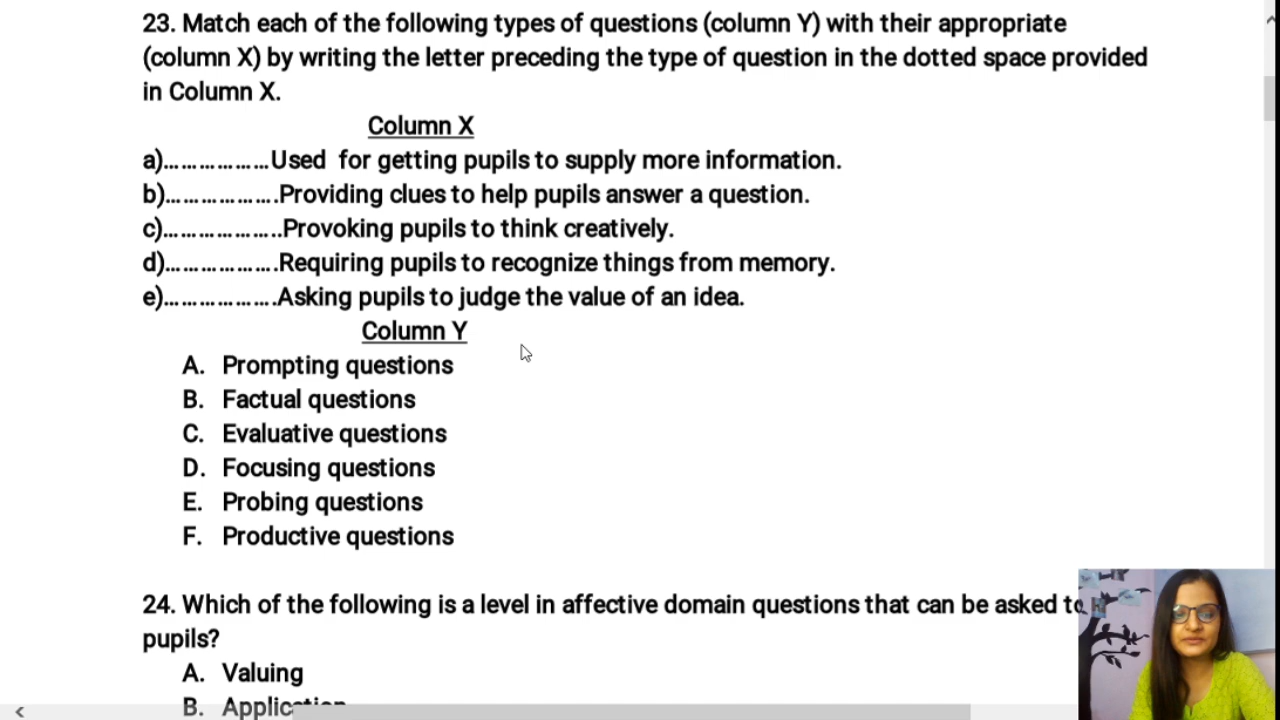 23. Match each of the following types of questions (column Y) with their appropriate
(column X) by writing the letter preceding the type of question in the dotted space provided
in Column X.
Column X
a)..................Used for getting pupils to supply more information.
b)...................Providing clues to help pupils answer a question.
c)....................Provoking pupils to think creatively.
d)...................Requiring pupils to recognize things from memory.
e)...................Asking pupils to judge the value of an idea.
Column Y
A. Prompting questions
B. Factual questions
C. Evaluative questions
D. Focusing questions
E. Probing questions
F. Productive questions
24. Which of the following is a level in affective domain questions that can be asked to
pupils?
A. Valuing
B. Application